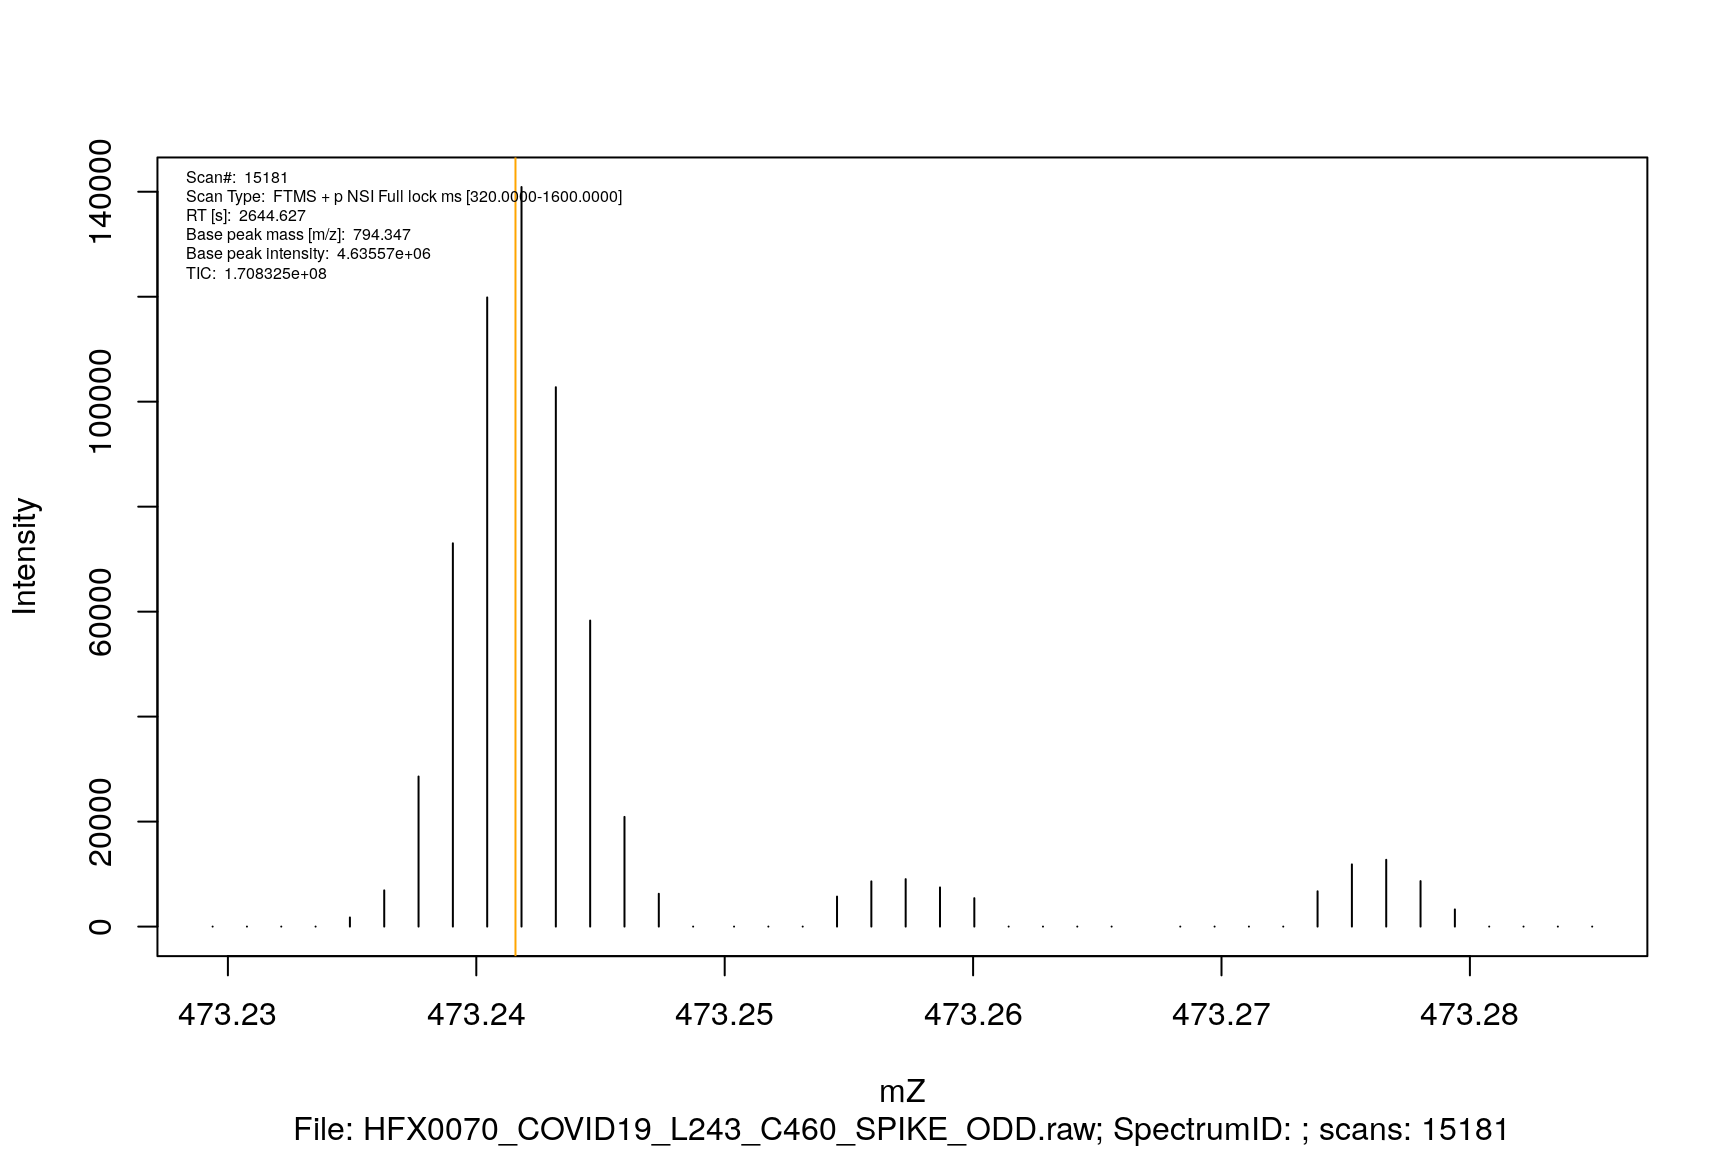 Scan#: 15181
Scan Type: FTMS + p NSI Full lock ms [320.0000-1600.0000]
RT [s]: 2644.627
Base peak mass [m/z]: 794.347
Base peak intensity: 4.63557e+06
TIC: 1.708325e+08
140000
100000
60000
20000
0
Intensity
473.23 473.24 473.25 473.26 473.27 473.28
mZ
File: HFX0070_COVID19_L243_C460_SPIKE_ODD.raw; SpectrumID: ; scans: 15181